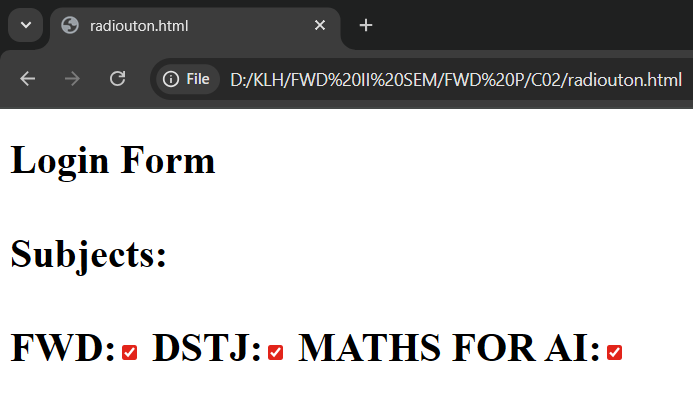 radiouton.html
File D:/KLH/FWD%20II%20SEM/FWD%20P/C02/radiouton.html
Login Form
Subjects:
FWD: DSTJ: MATHS FOR AI: